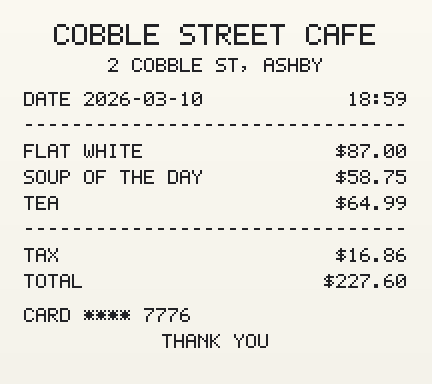 COBBLE STREET CAFE
2 COBBLE ST, ASHBY
DATE 2026-03-10 18:59
--------------------------------
FLAT WHITE $87.00
SOUP OF THE DAY $58.75
TEA $64.99
--------------------------------
TAX $16.86
TOTAL $227.60
CARD **** 7776
THANK YOU